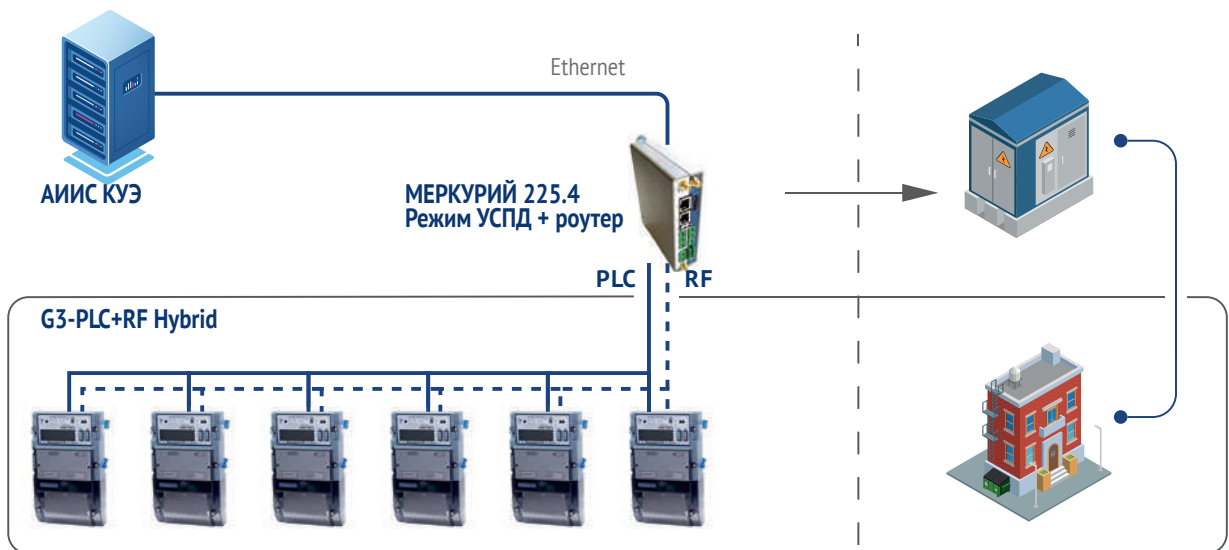 Ethernet
АИИС КУЭ
МЕРКУРИЙ 225.4
Режим УСПД + роутер
PLC
RF
G3-PLC+RF Hybrid